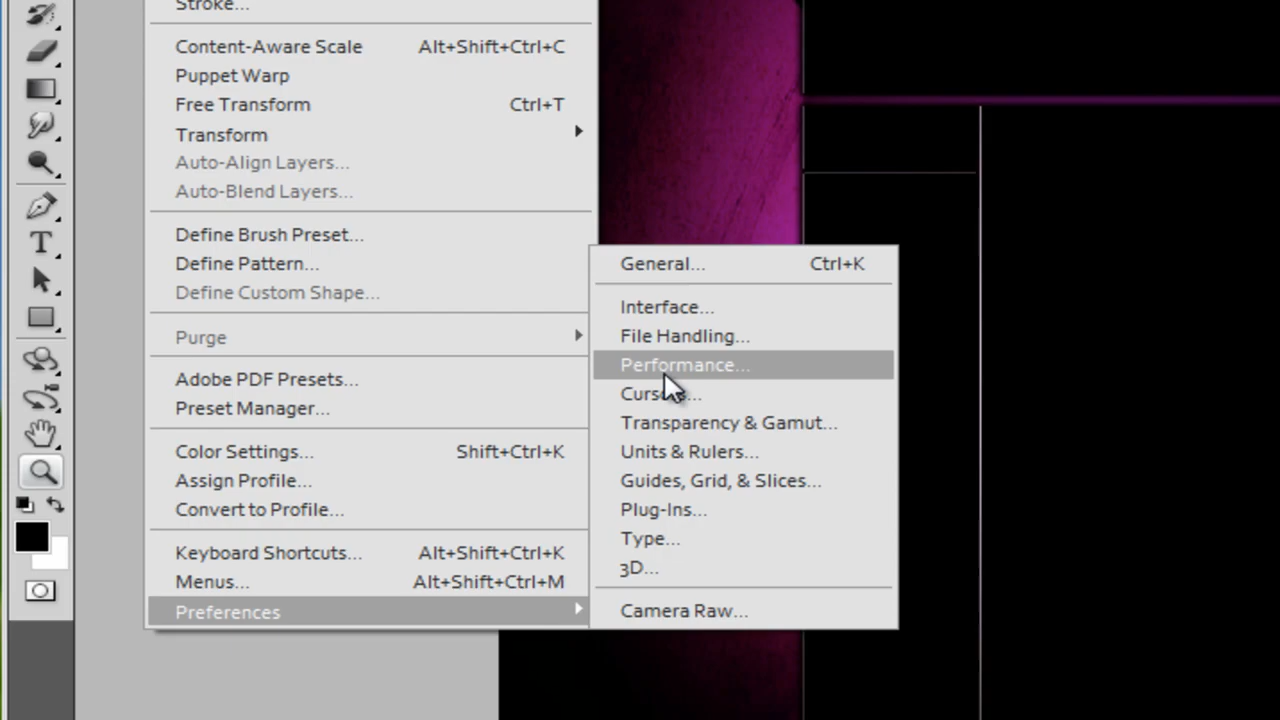 Stroke...
Content-Aware Scale Alt+Shift+Ctrl+C
Puppet Warp
Free Transform Ctrl+T
Transform
Auto-Align Layers...
Auto-Blend Layers...
Define Brush Preset...
Define Pattern...
Define Custom Shape...
Purge
Adobe PDF Presets...
Preset Manager...
Color Settings... Shift+Ctrl+K
Assign Profile...
Convert to Profile...
Keyboard Shortcuts... Alt+Shift+Ctrl+K
Menus... Alt+Shift+Ctrl+M
Preferences
General... Ctrl+K
Interface...
File Handling...
Performance...
Cursors...
Transparency & Gamut...
Units & Rulers...
Guides, Grid, & Slices...
Plug-Ins...
Type...
3D...
Camera Raw...